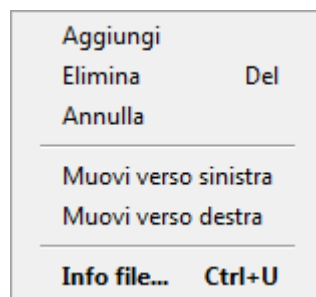 Aggiungi
Elimina Del
Annulla
Muovi verso sinistra
Muovi verso destra
Info file... Ctrl+U